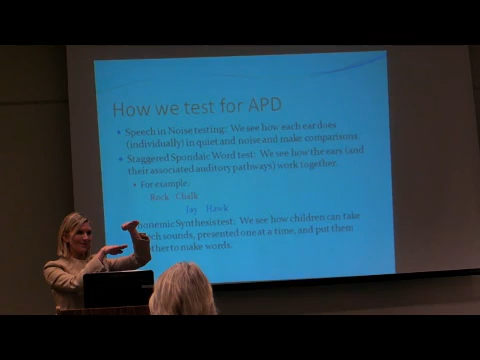 How we test for APD
Speech in Noise testing: We see how each ear does
(individually) in quiet and noise and make comparisons.
Staggered Spondaic Word test: We see how the ears (and
their associated auditory pathways) work together.
For example:
Rock Chalk
Jay Hawk
onemic Synthesis test: We see how children can take
ech sounds, presented one at a time, and put them
ether to make words.